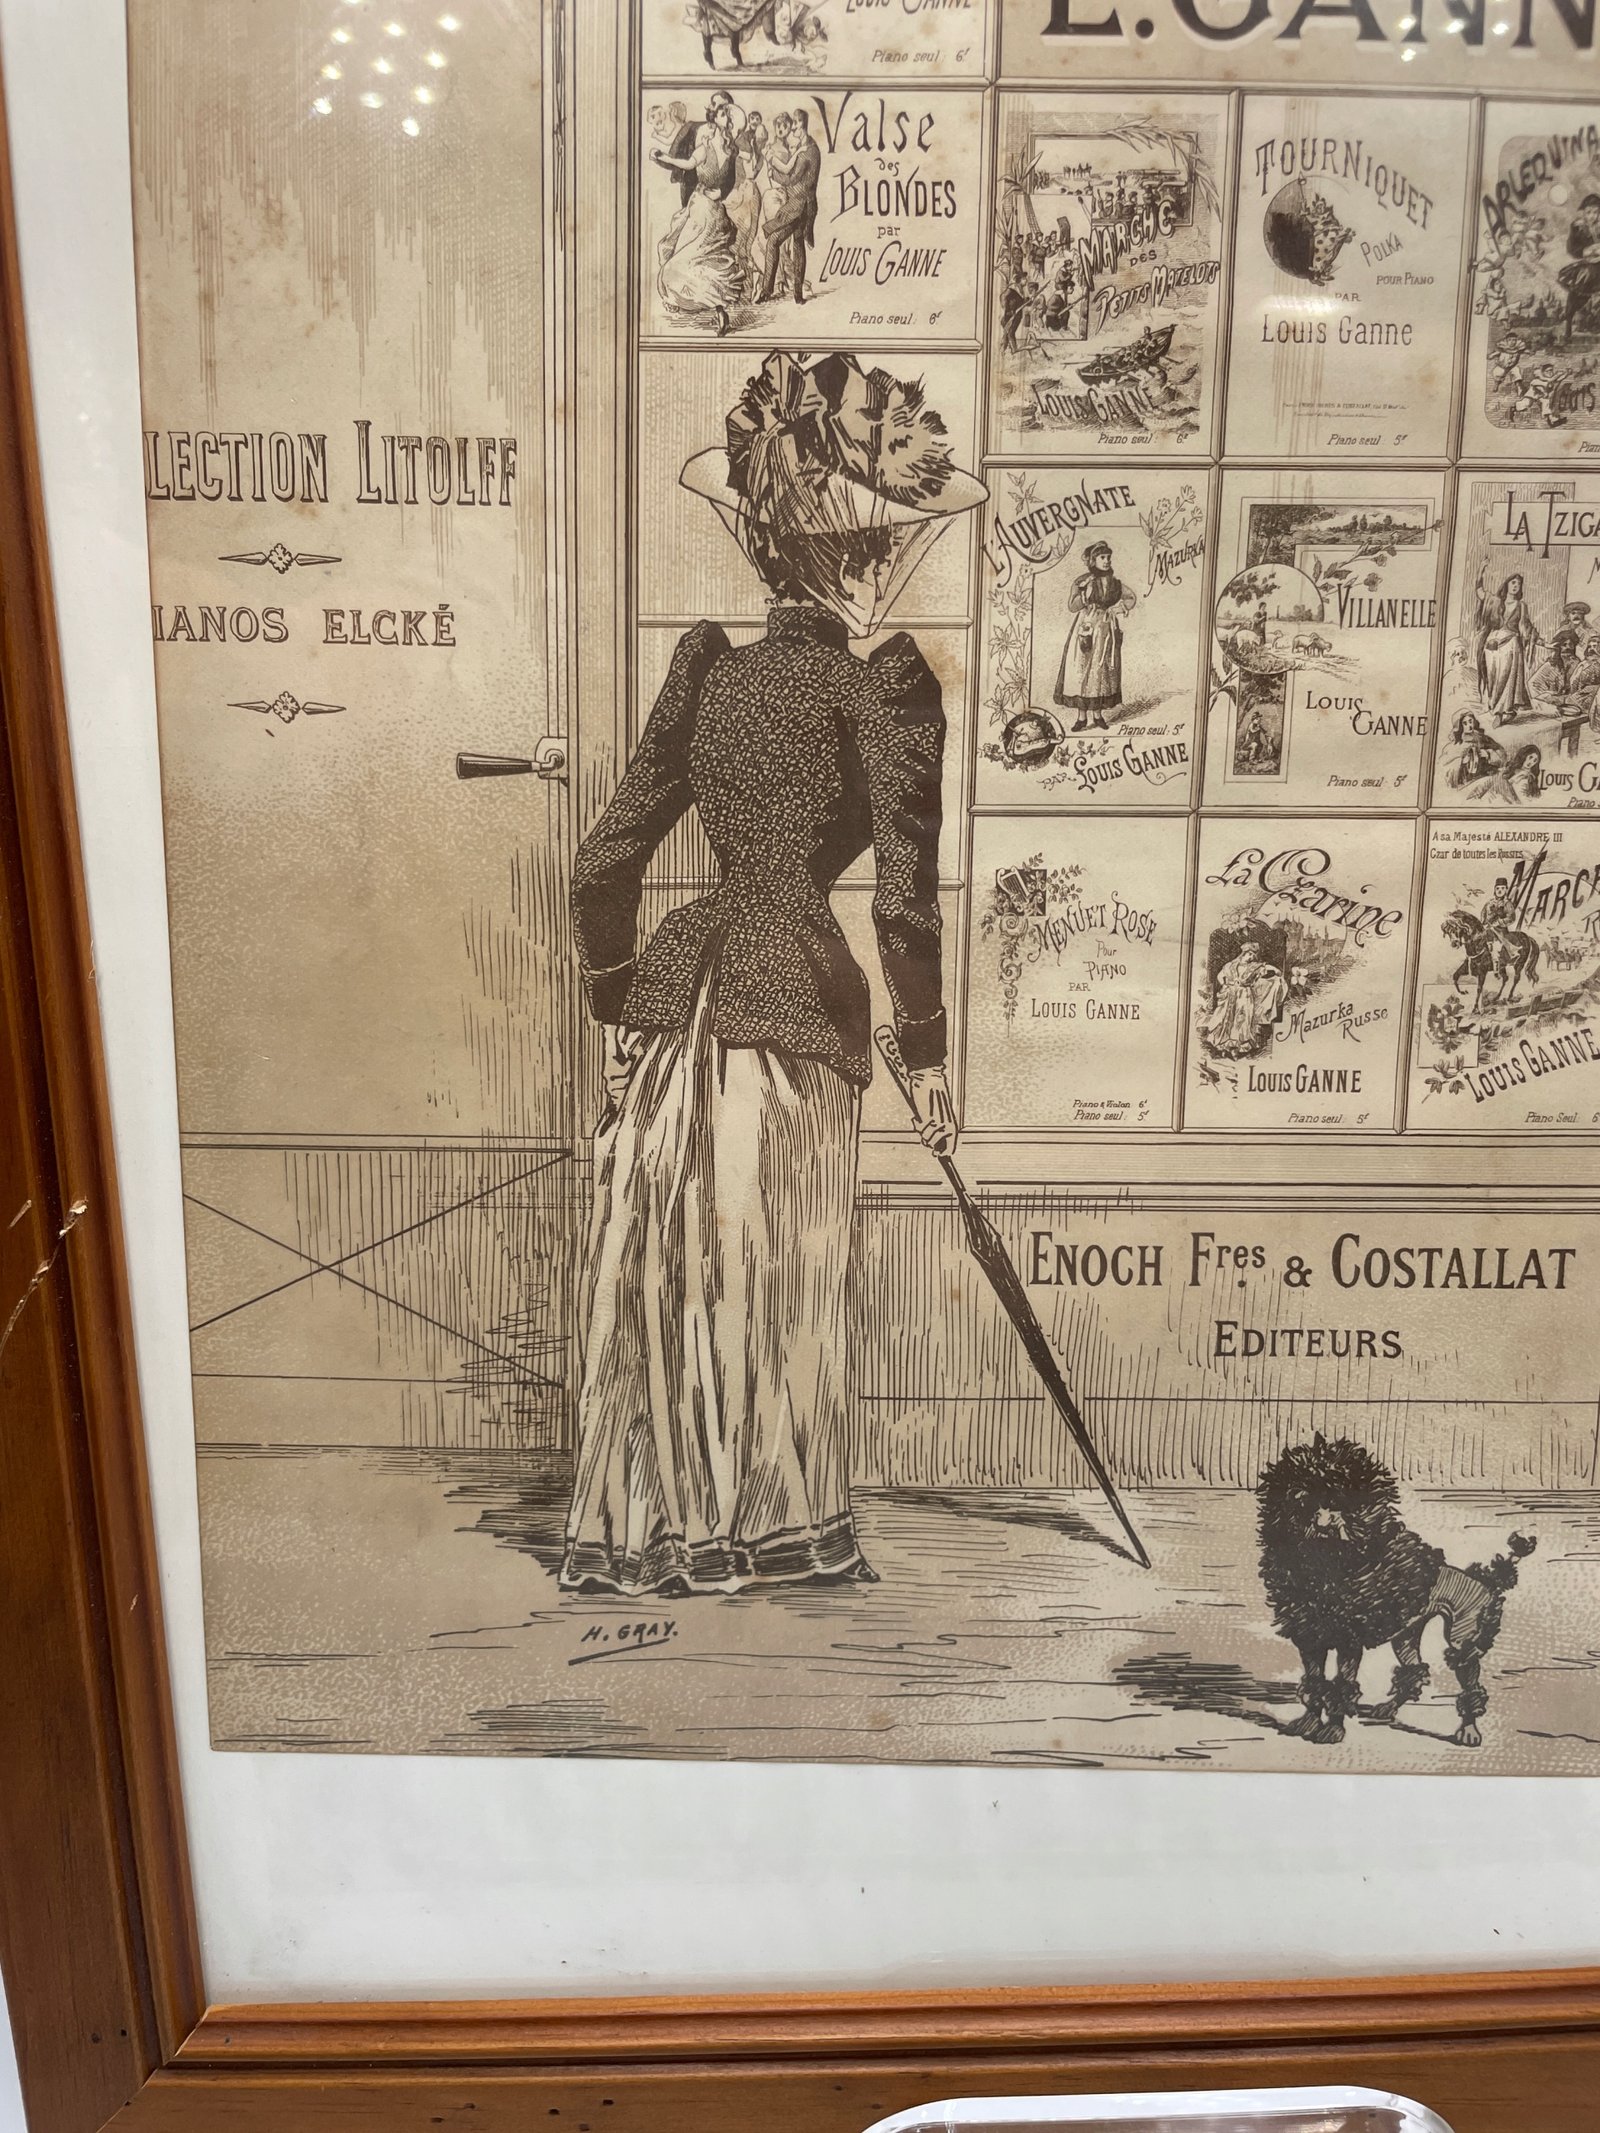 LOUIS GANNE
Piano seul: 6f
L. GANN
Valse
des
BLONDES
par
LOUIS GANNE
Piano seul: 6f
MARCHE
DES
PETITS MATELOTS
LOUIS GANNE
Piano seul 6f
TOURNIQUET
POLKA
POUR PIANO
PAR
Louis Ganne
Piano seul 5f
ARLEQUINA
LOUIS
LECTION LITOLFF
IANOS ELCKÉ
L'AUVERGNATE
MAZURKA
Piano seul: 5f
PAR LOUIS GANNE
VILLANELLE
LOUIS
GANNE
Piano seul: 5f
LA TZIGA
LOUIS G
Piano
MENUET ROSE
Pour
PIANO
PAR
LOUIS GANNE
Piano & Violon 6f
Piano seul: 5f
La Czarine
Mazurka
Russe
LOUIS GANNE
Piano seul: 5f
A sa Majesté ALEXANDRE III
Czar de toutes les Russies
MARCH
LOUIS GANNE
Piano Seul 6
ENOCH Fres & COSTALLAT
EDITEURS
H. GRAY.